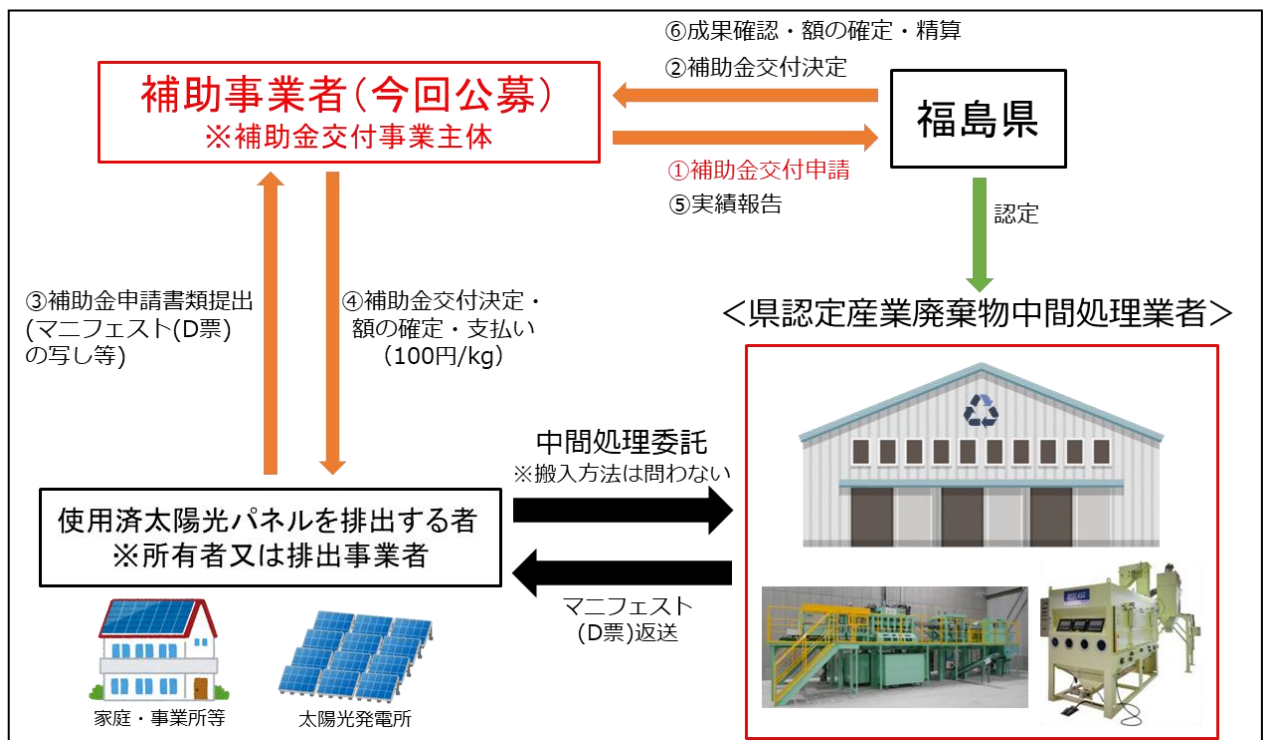 ⑥成果確認・額の確定・精算
②補助金交付決定
補助事業者(今回公募)
※補助金交付事業主体
福島県
①補助金交付申請
⑤実績報告
認定
③補助金申請書類提出
(マニフェスト(D票)
の写し等)
④補助金交付決定・
額の確定・支払い
(100円/kg)
<県認定産業廃棄物中間処理業者>
中間処理委託
※搬入方法は問わない
使用済太陽光パネルを排出する者
※所有者又は排出事業者
マニフェスト
(D票)返送
家庭・事業所等
太陽光発電所